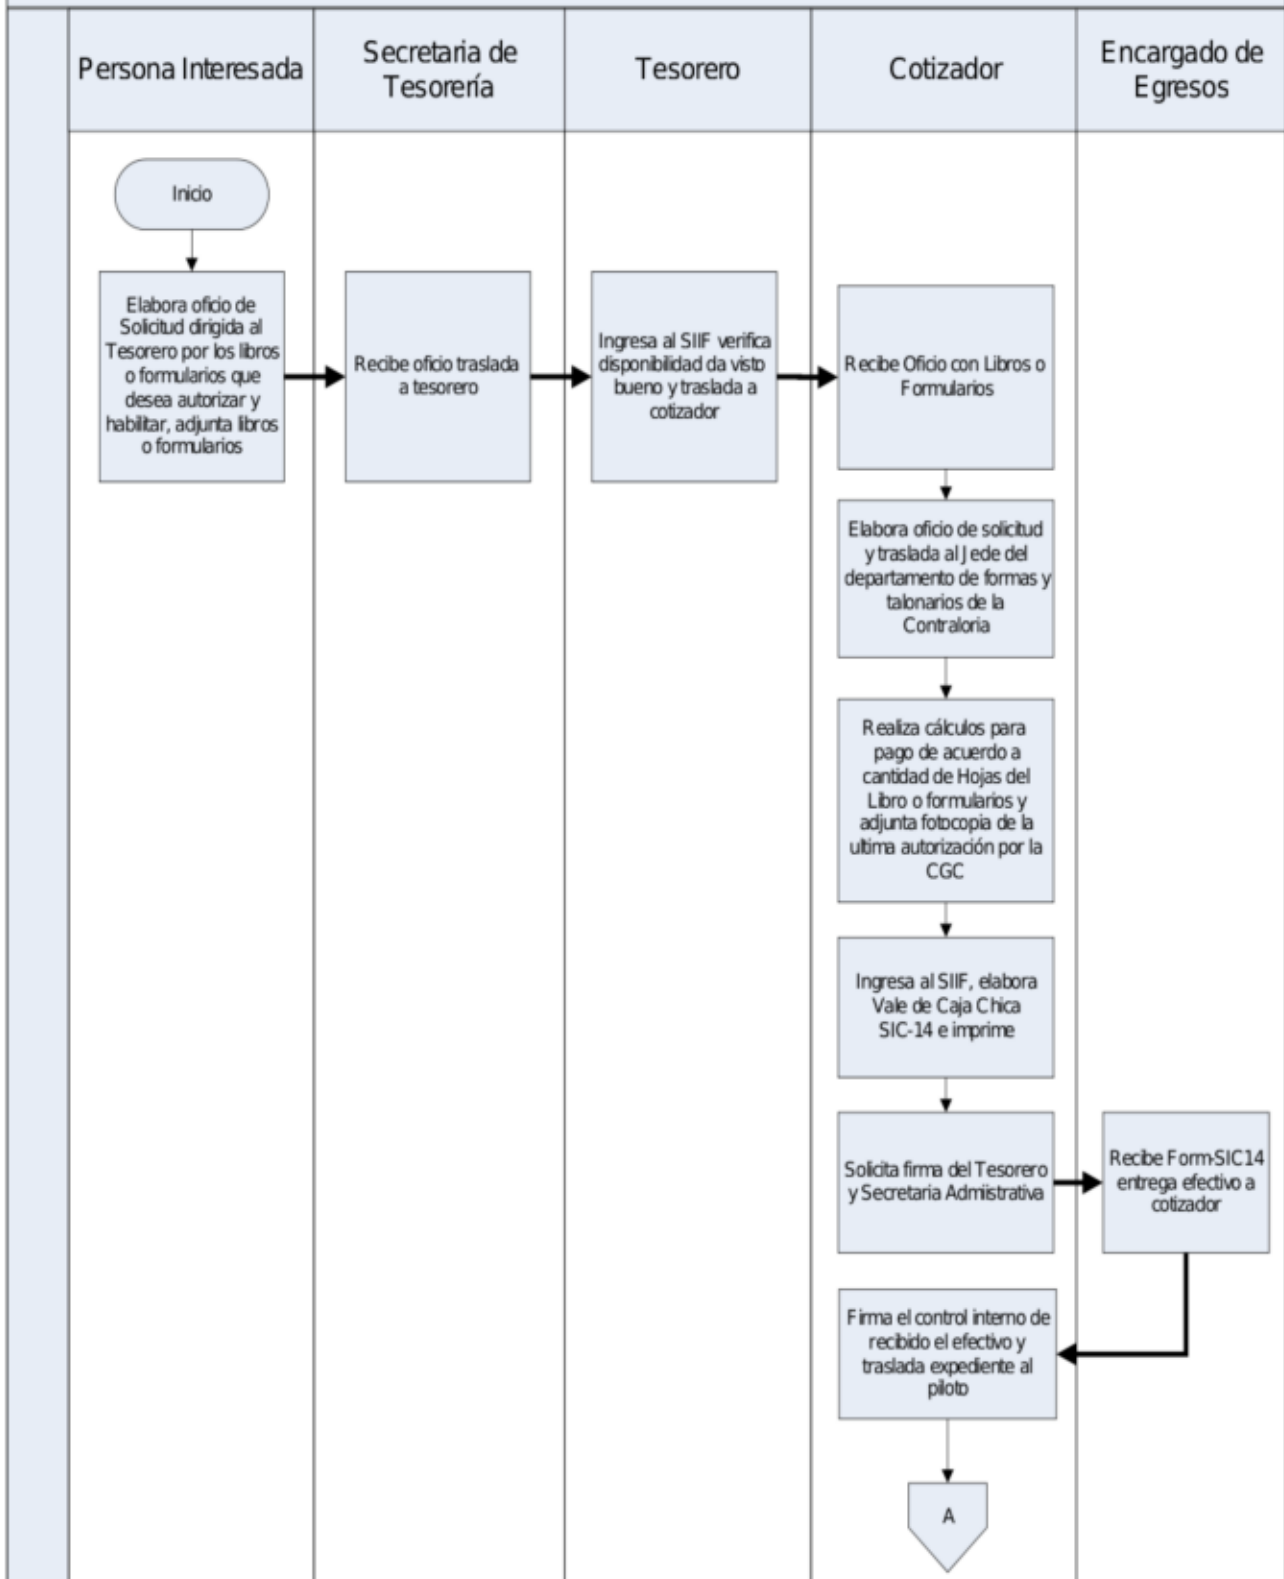 Persona Interesada
Secretaria de
Tesorería
Tesorero
Cotizador
Encargado de
Egresos
Inicio
Elabora oficio de
Solicitud dirigida al
Tesorero por los libros
o formularios que
desea autorizar y
habilitar, adjunta libros
o formularios
Recibe oficio traslada
a tesorero
Ingresa al SIIF verifica
disponibilidad da visto
bueno y traslada a
cotizador
Recibe Oficio con Libros o
Formularios
Elabora oficio de solicitud
y traslada al Jede del
departamento de formas y
talonarios de la
Contraloria
Realiza cálculos para
pago de acuerdo a
cantidad de Hojas del
Libro o formularios y
adjunta fotocopia de la
ultima autorización por la
CGC
Ingresa al SIIF, elabora
Vale de Caja Chica
SIC-14 e imprime
Solicita firma del Tesorero
y Secretaria Admiistrativa
Recibe Form-SIC14
entrega efectivo a
cotizador
Firma el control interno de
recibido el efectivo y
traslada expediente al
piloto
A